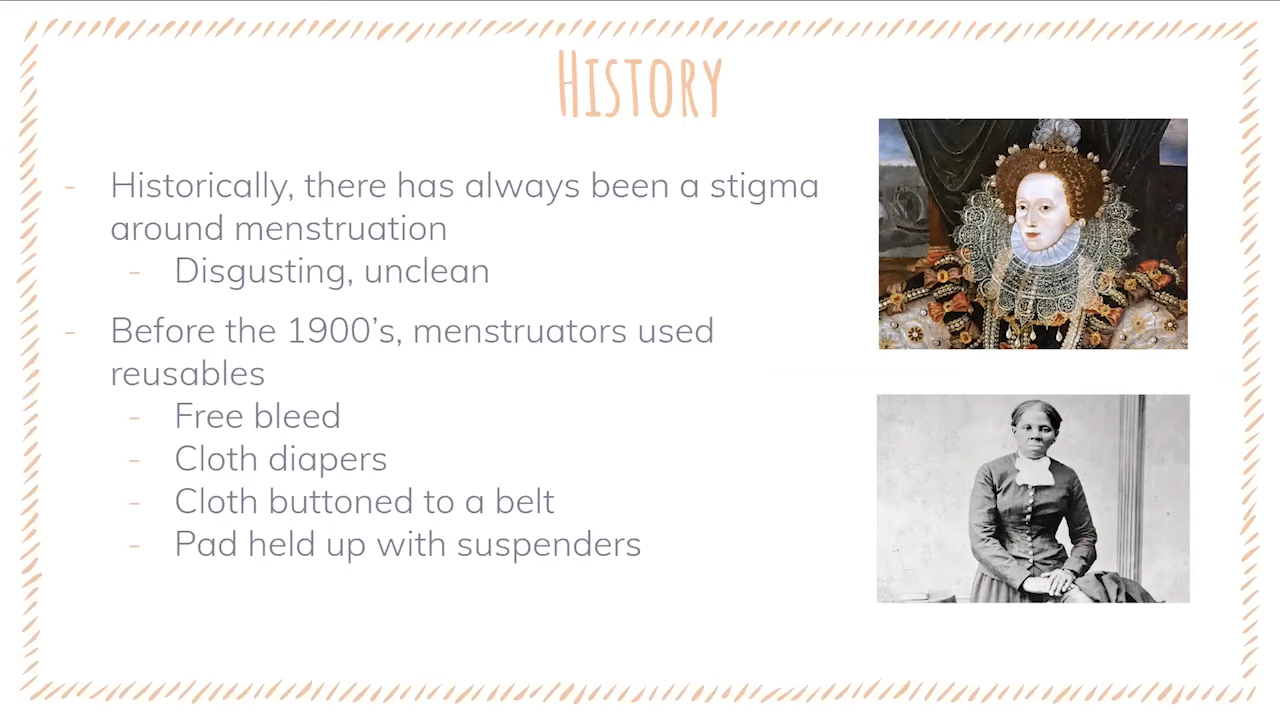 HISTORY
- Historically, there has always been a stigma
around menstruation
- Disgusting, unclean
- Before the 1900's, menstruators used
reusables
- Free bleed
- Cloth diapers
- Cloth buttoned to a belt
- Pad held up with suspenders